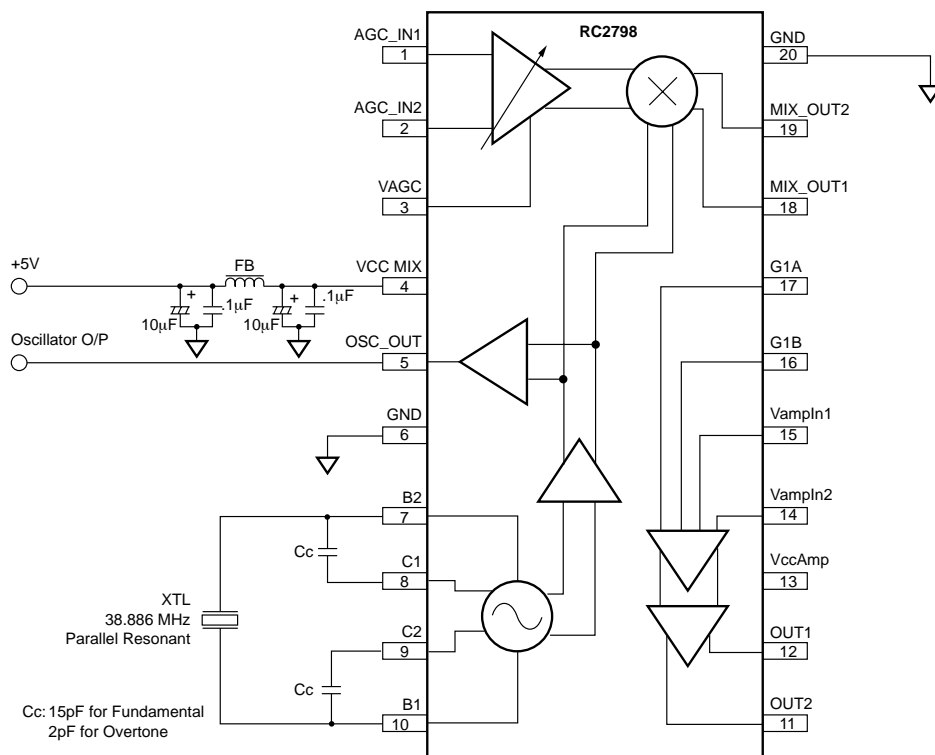 RC2798
AGC_IN1
1
AGC_IN2
2
VAGC
3
+5V
FB
VCC MIX
4
+
10µF
.1µF
+
10µF
.1µF
Oscillator O/P
OSC_OUT
5
GND
6
B2
7
Cc
C1
8
XTL
38.886 MHz
Parallel Resonant
C2
9
Cc
B1
10
Cc: 15pF for Fundamental
2pF for Overtone
GND
20
MIX_OUT2
19
MIX_OUT1
18
G1A
17
G1B
16
VampIn1
15
VampIn2
14
VccAmp
13
OUT1
12
OUT2
11